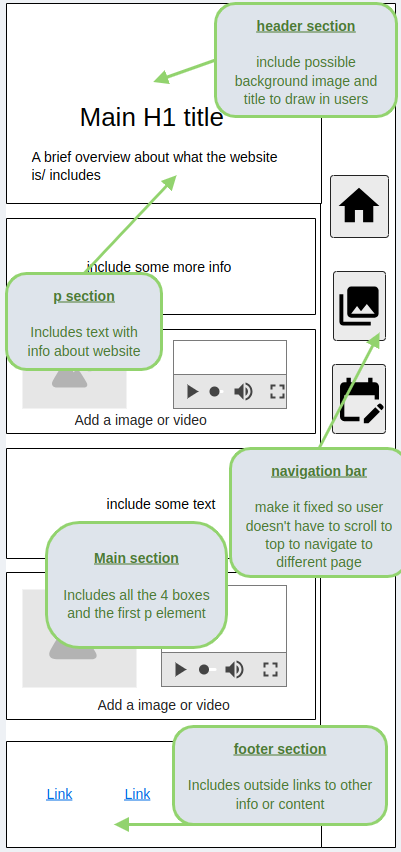 header section
include possible
background image and
title to draw in users
Main H1 title
A brief overview about what the website
is/ includes
include some more info
p section
Includes text with
info about website
Add a image or video
navigation bar
make it fixed so user
doesn't have to scroll to
top to navigate to
different page
include some text
Main section
Includes all the 4 boxes
and the first p element
Add a image or video
footer section
Includes outside links to other
info or content
Link Link